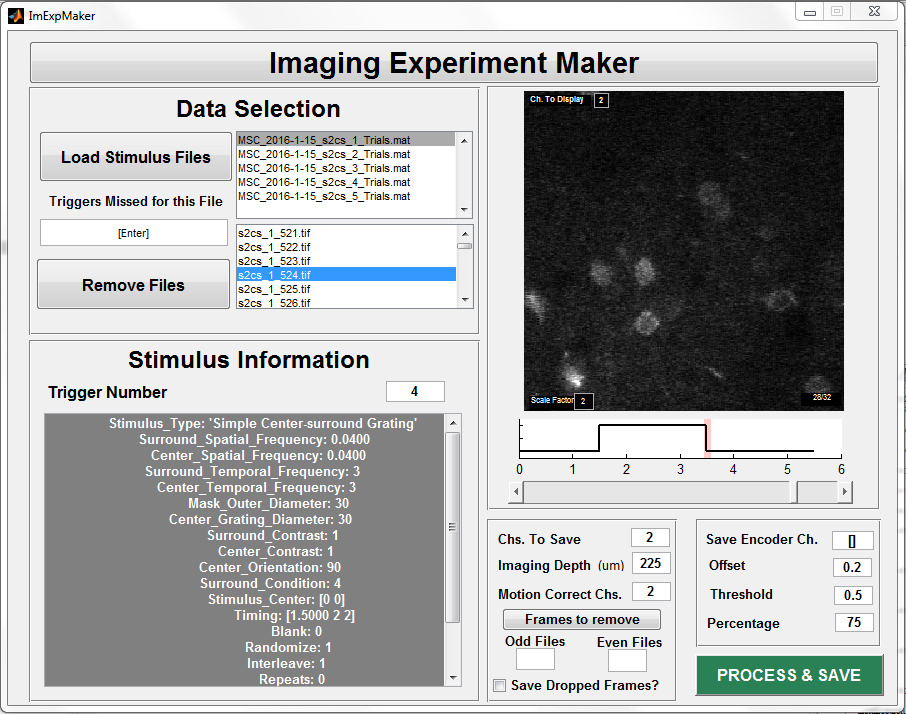 ImExpMaker
Imaging Experiment Maker
Data Selection
Load Stimulus Files
Triggers Missed for this File
[Enter]
Remove Files
MSC_2016-1-15_s2cs_1_Trials.mat
MSC_2016-1-15_s2cs_2_Trials.mat
MSC_2016-1-15_s2cs_3_Trials.mat
MSC_2016-1-15_s2cs_4_Trials.mat
MSC_2016-1-15_s2cs_5_Trials.mat
s2cs_1_521.tif
s2cs_1_522.tif
s2cs_1_523.tif
s2cs_1_524.tif
s2cs_1_525.tif
s2cs_1_526.tif
Stimulus Information
Trigger Number 4
Stimulus_Type: 'Simple Center-surround Grating'
Surround_Spatial_Frequency: 0.0400
Center_Spatial_Frequency: 0.0400
Surround_Temporal_Frequency: 3
Center_Temporal_Frequency: 3
Mask_Outer_Diameter: 30
Center_Grating_Diameter: 30
Surround_Contrast: 1
Center_Contrast: 1
Center_Orientation: 90
Surround_Condition: 4
Stimulus_Center: [0 0]
Timing: [1.5000 2 2]
Blank: 0
Randomize: 1
Interleave: 1
Repeats: 0
Ch. To Display 2
Scale Factor 2
28/32
0 1 2 3 4 5 6
Chs. To Save 2
Imaging Depth (um) 225
Motion Correct Chs. 2
Frames to remove
Odd Files Even Files
Save Dropped Frames?
Save Encoder Ch. []
Offset 0.2
Threshold 0.5
Percentage 75
PROCESS & SAVE